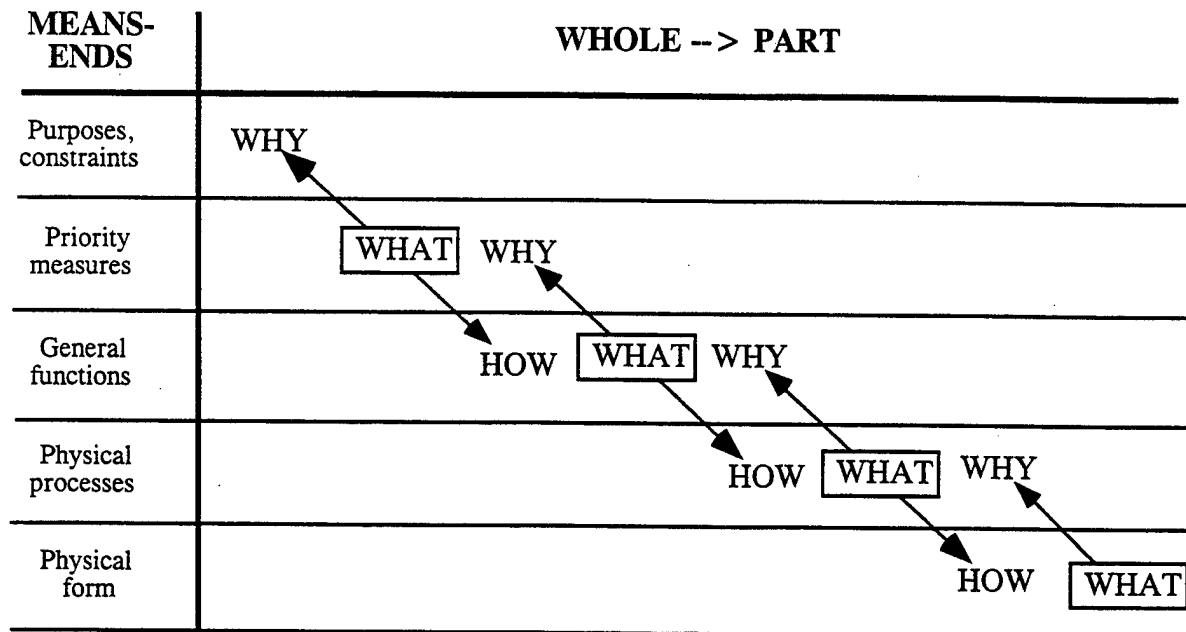 MEANS-
ENDS
WHOLE --> PART
Purposes,
constraints
WHY
Priority
measures
WHAT WHY
General
functions
HOW WHAT WHY
Physical
processes
HOW WHAT WHY
Physical
form
HOW WHAT